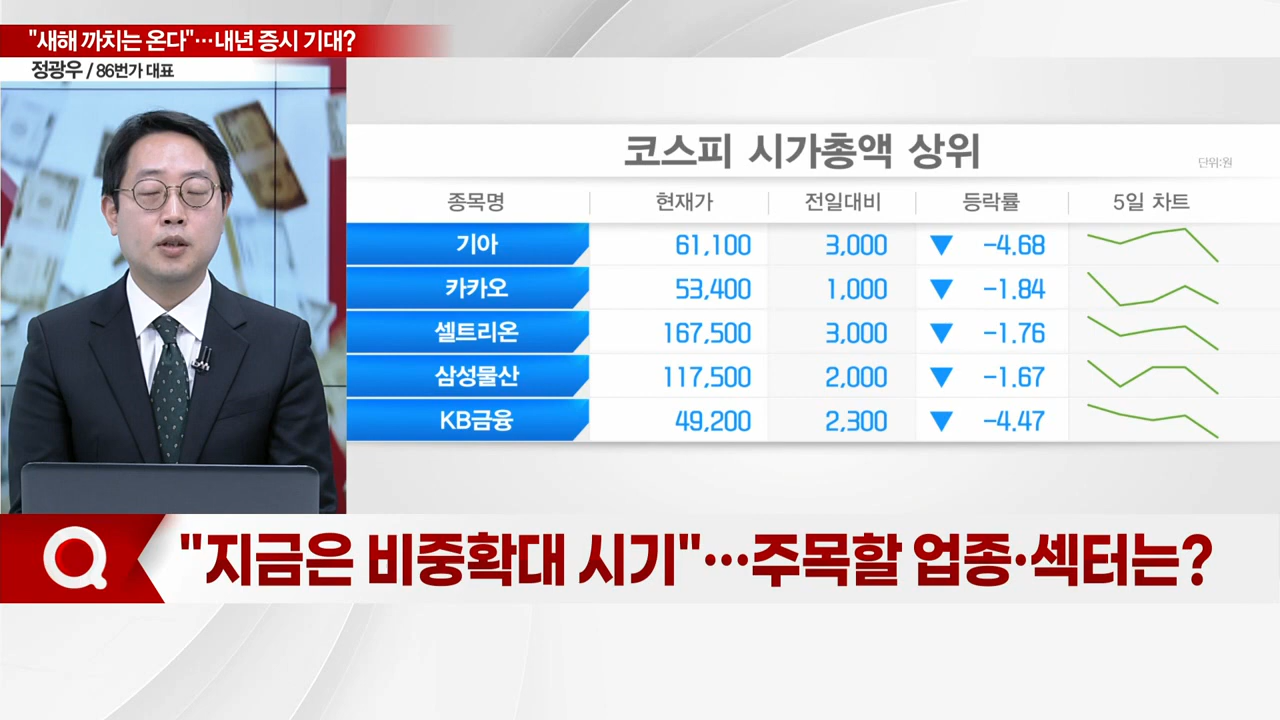 "새해 까치는 온다"…내년 증시 기대?
정광우 / 86번가 대표
코스피 시가총액 상위
단위:원
종목명 현재가 전일대비 등락률 5일 차트
기아 61,100 3,000 ▼ -4.68
카카오 53,400 1,000 ▼ -1.84
셀트리온 167,500 3,000 ▼ -1.76
삼성물산 117,500 2,000 ▼ -1.67
KB금융 49,200 2,300 ▼ -4.47
Q "지금은 비중확대 시기"…주목할 업종·섹터는?